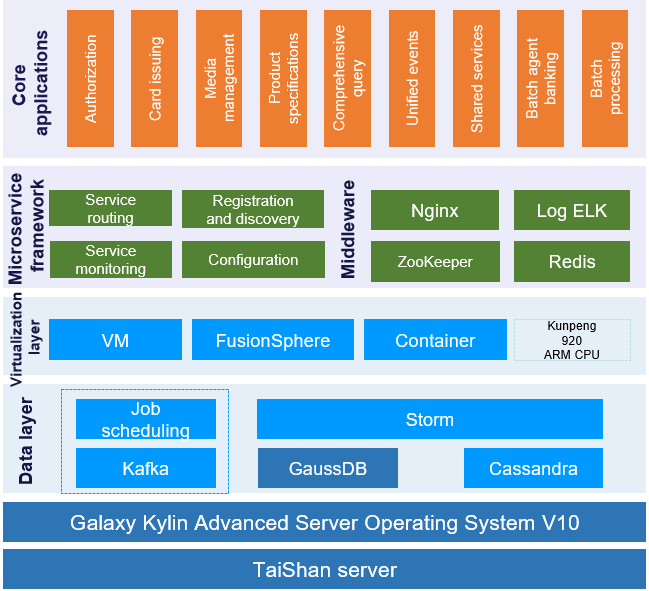 Core
applications
Authorization
Card issuing
Media
management
Product
specifications
Comprehensive
query
Unified events
Shared services
Batch agent
banking
Batch
processing
Microservice
framework
Service
routing
Registration
and discovery
Service
monitoring
Configuration
Middleware
Nginx
Log ELK
ZooKeeper
Redis
Virtualization
layer
VM
FusionSphere
Container
Kunpeng
920
ARM CPU
Data layer
Job
scheduling
Storm
Kafka
GaussDB
Cassandra
Galaxy Kylin Advanced Server Operating System V10
TaiShan server